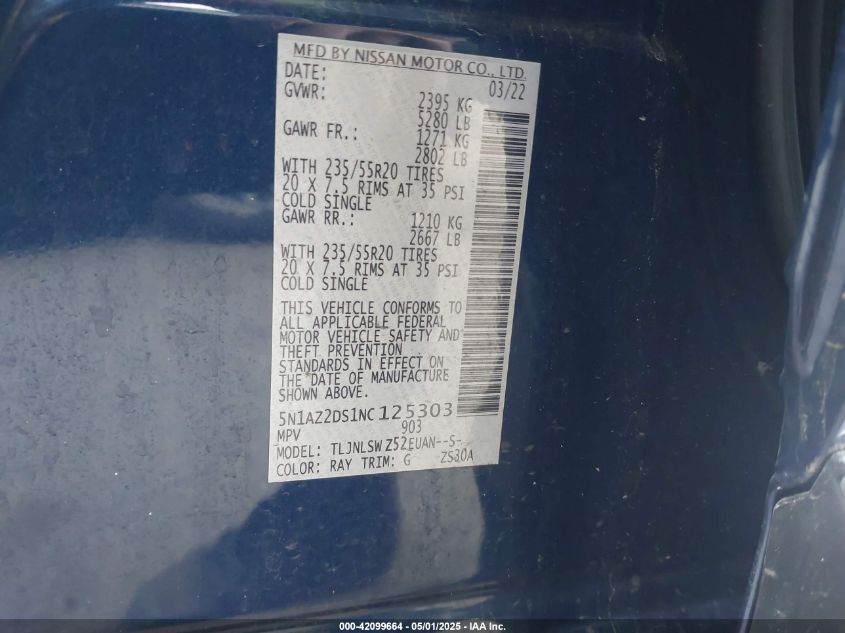 MFD BY NISSAN MOTOR CO., LTD.
DATE: 03/22
GVWR: 2395 KG
5280 LB
GAWR FR.: 1271 KG
2802 LB
WITH 235/55R20 TIRES
20 X 7.5 RIMS AT 35 PSI
COLD SINGLE
GAWR RR.: 1210 KG
2667 LB
WITH 235/55R20 TIRES
20 X 7.5 RIMS AT 35 PSI
COLD SINGLE
THIS VEHICLE CONFORMS TO
ALL APPLICABLE FEDERAL
MOTOR VEHICLE SAFETY AND
THEFT PREVENTION
STANDARDS IN EFFECT ON
THE DATE OF MANUFACTURE
SHOWN ABOVE.
5N1AZ2DS1NC125303
MPV 903
MODEL: TLJNLSW Z52EUAN--S-
COLOR: RAY TRIM: G ZS30A
000-42099664 - 05/01/2025 - IAA Inc.